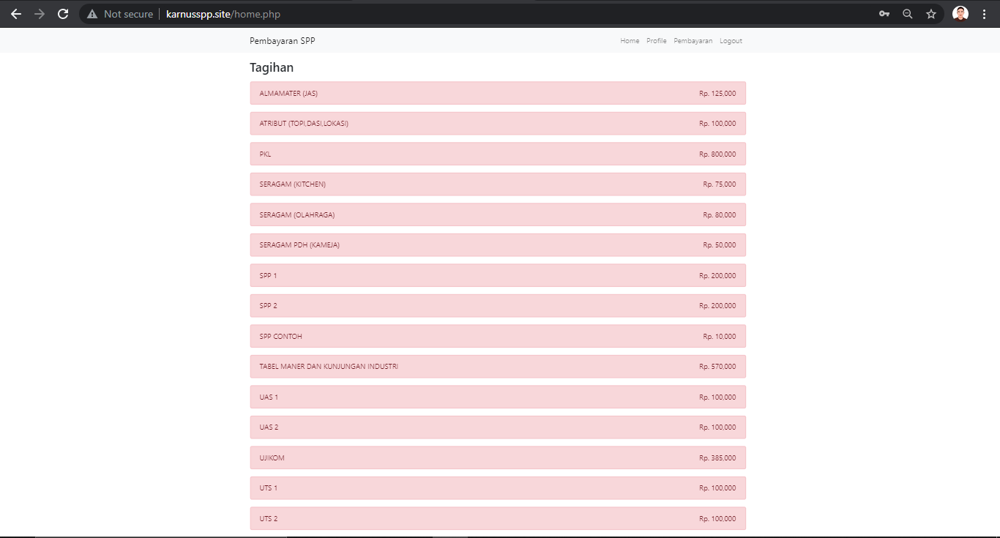 Not secure karnusspp.site/home.php
Pembayaran SPP Home Profile Pembayaran Logout
Tagihan
ALMAMATER (JAS) Rp. 125,000
ATRIBUT (TOPI,DASI,LOKASI) Rp. 100,000
PKL Rp. 800,000
SERAGAM (KITCHEN) Rp. 75,000
SERAGAM (OLAHRAGA) Rp. 80,000
SERAGAM PDH (KAMEJA) Rp. 50,000
SPP 1 Rp. 200,000
SPP 2 Rp. 200,000
SPP CONTOH Rp. 10,000
TABEL MANER DAN KUNJUNGAN INDUSTRI Rp. 570,000
UAS 1 Rp. 100,000
UAS 2 Rp. 100,000
UJIKOM Rp. 385,000
UTS 1 Rp. 100,000
UTS 2 Rp. 100,000